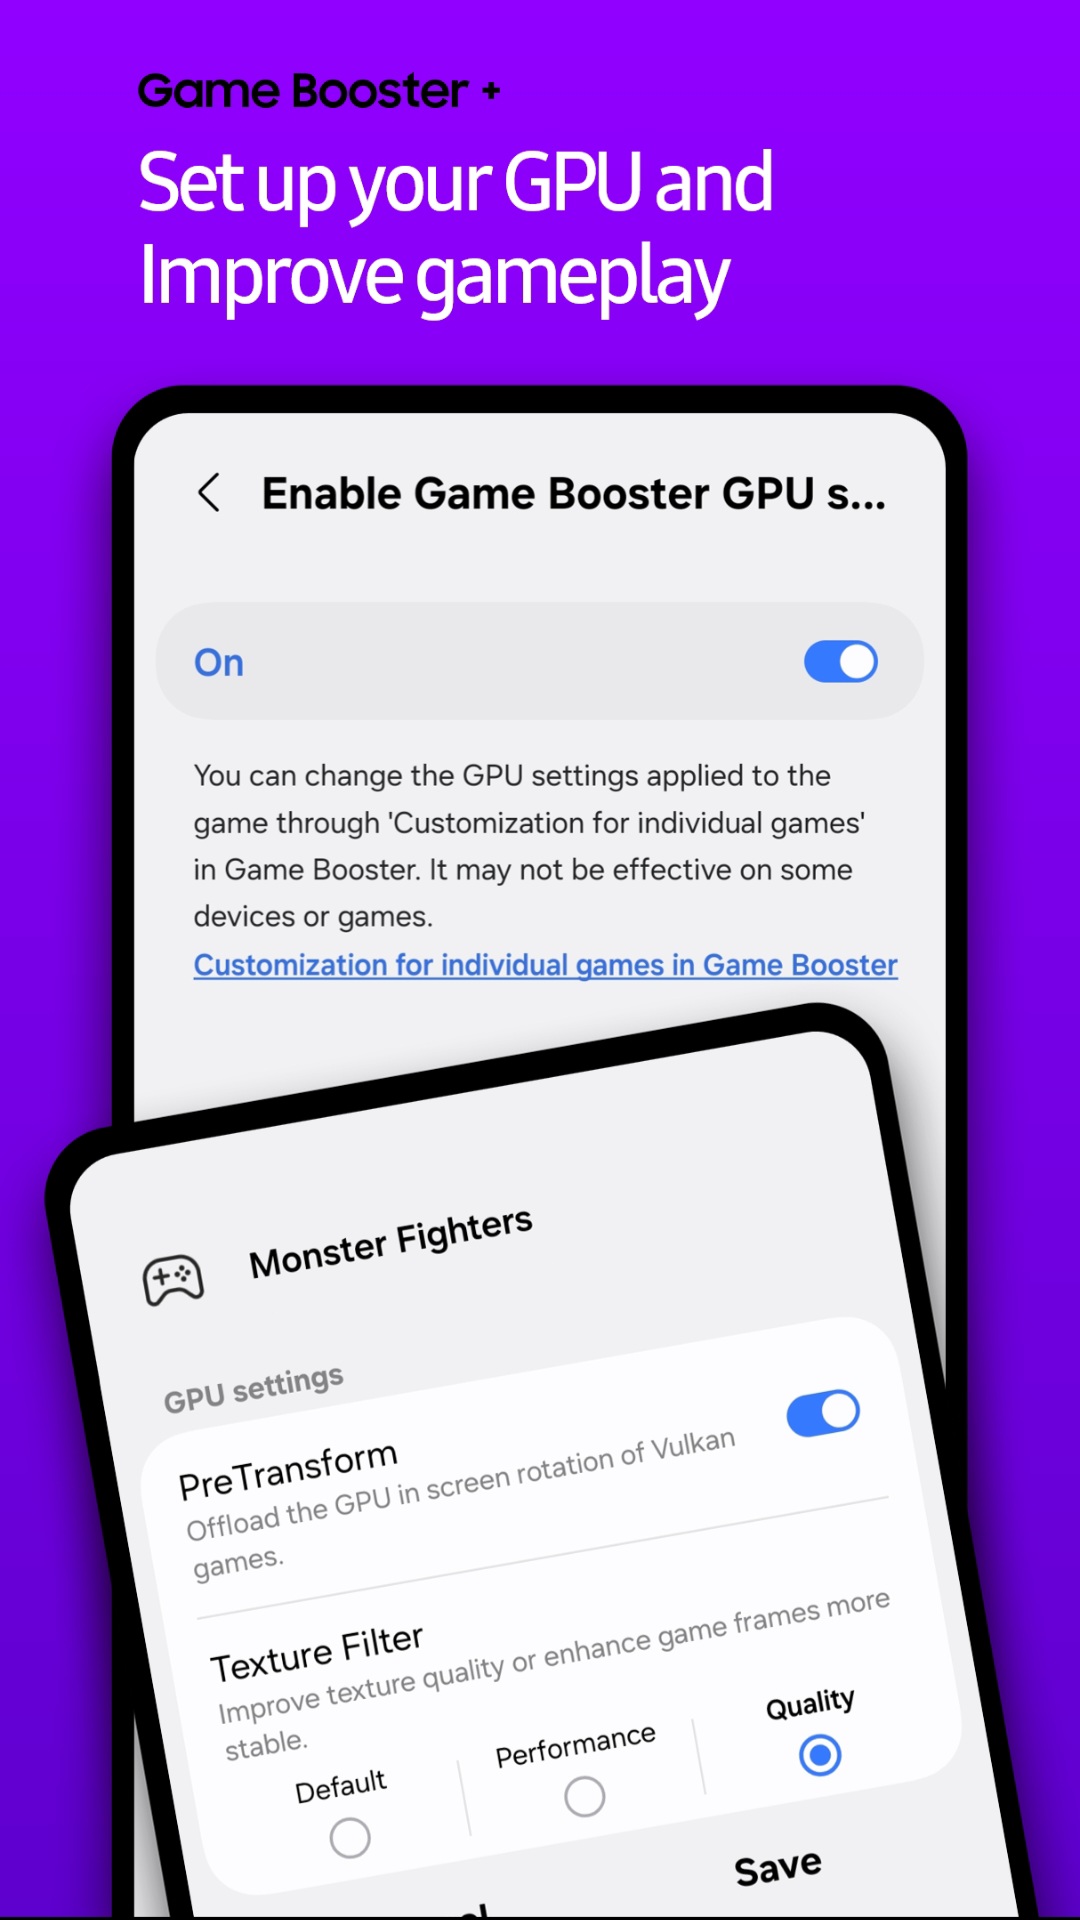 Game Booster +
Set up your GPU and
Improve gameplay
Enable Game Booster GPU s...
On
You can change the GPU settings applied to the
game through 'Customization for individual games'
in Game Booster. It may not be effective on some
devices or games.
Customization for individual games in Game Booster
Monster Fighters
GPU settings
PreTransform
Offload the GPU in screen rotation of Vulkan
games.
Texture Filter
Improve texture quality or enhance game frames more
stable.
Default
Performance
Quality
Save